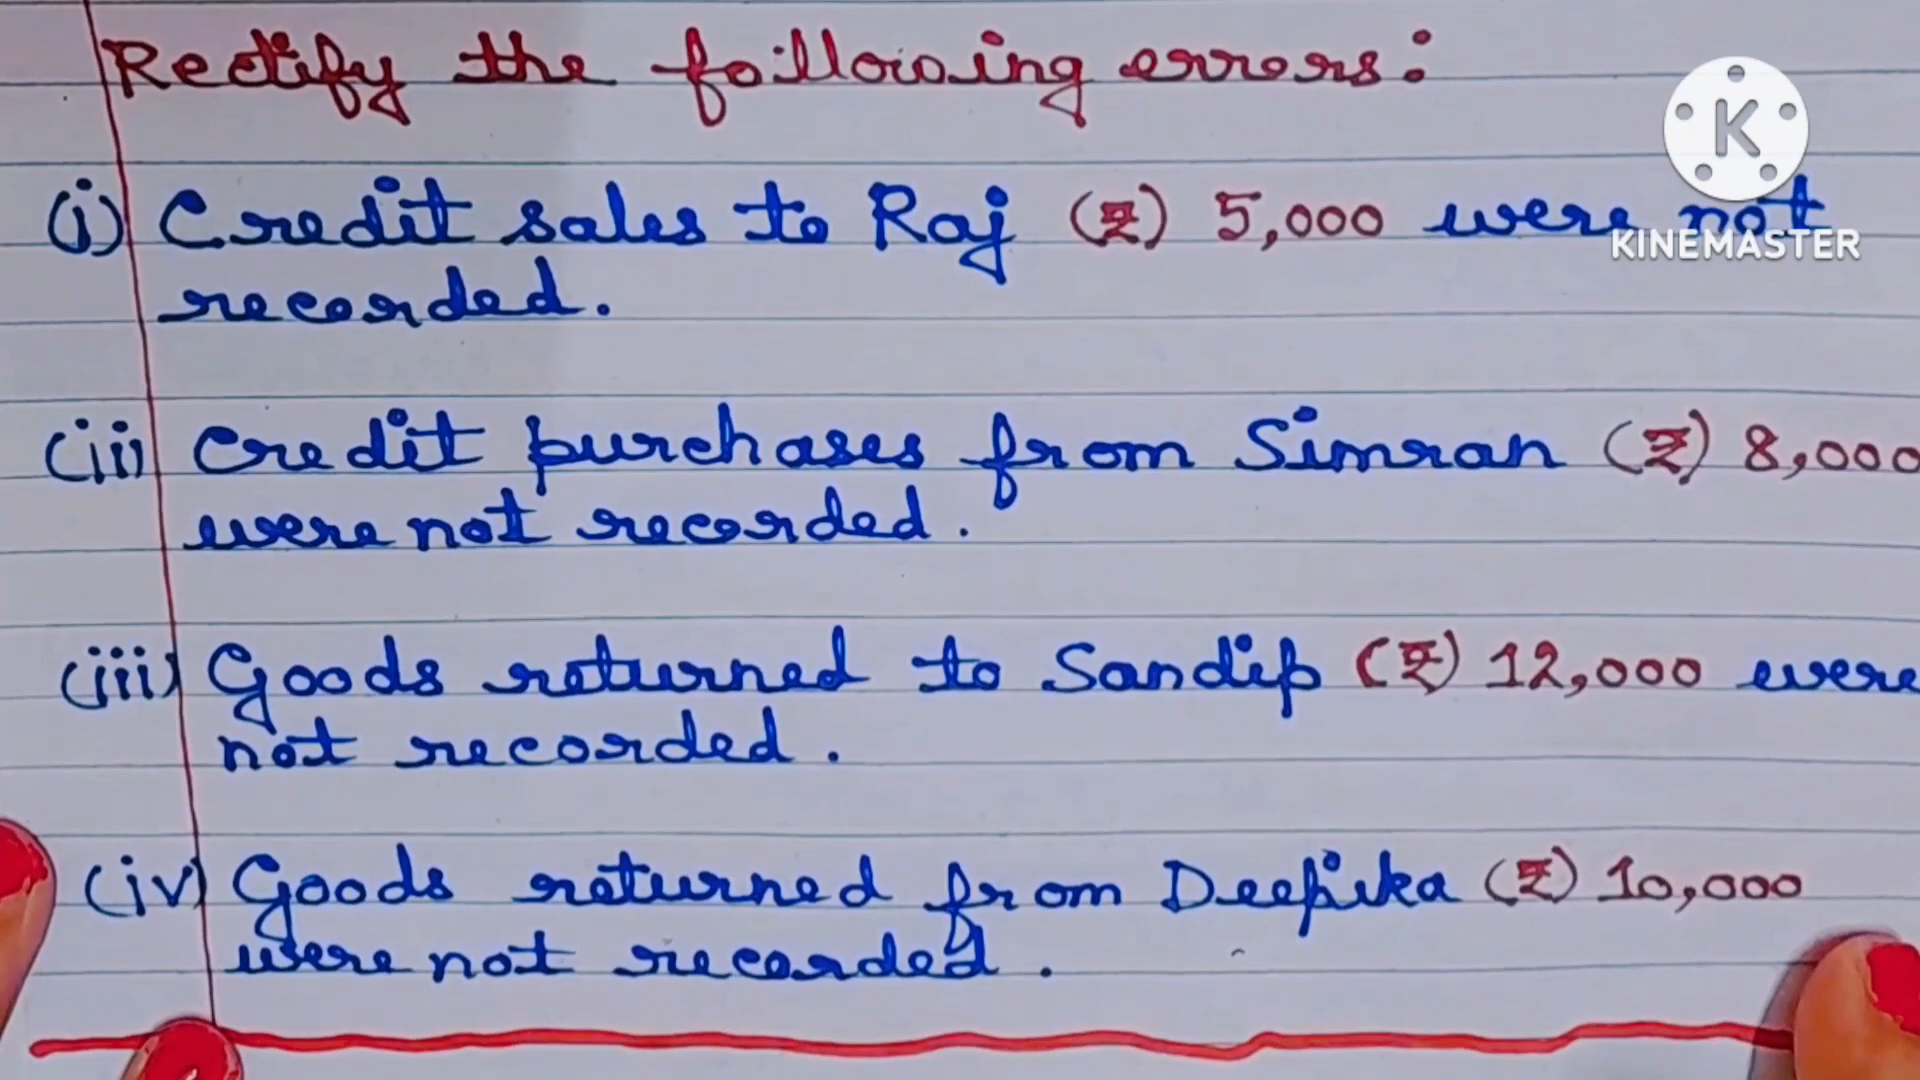 Rectify the following errors:
K
KINEMASTER
(i) Credit sales to Raj (₹) 5,000 were not
recorded.
(ii) Credit purchases from Simran (₹) 8,000
were not recorded.
(iii) Goods returned to Sandip (₹) 12,000 were
not recorded.
(iv) Goods returned from Deepika (₹) 10,000
were not recorded.